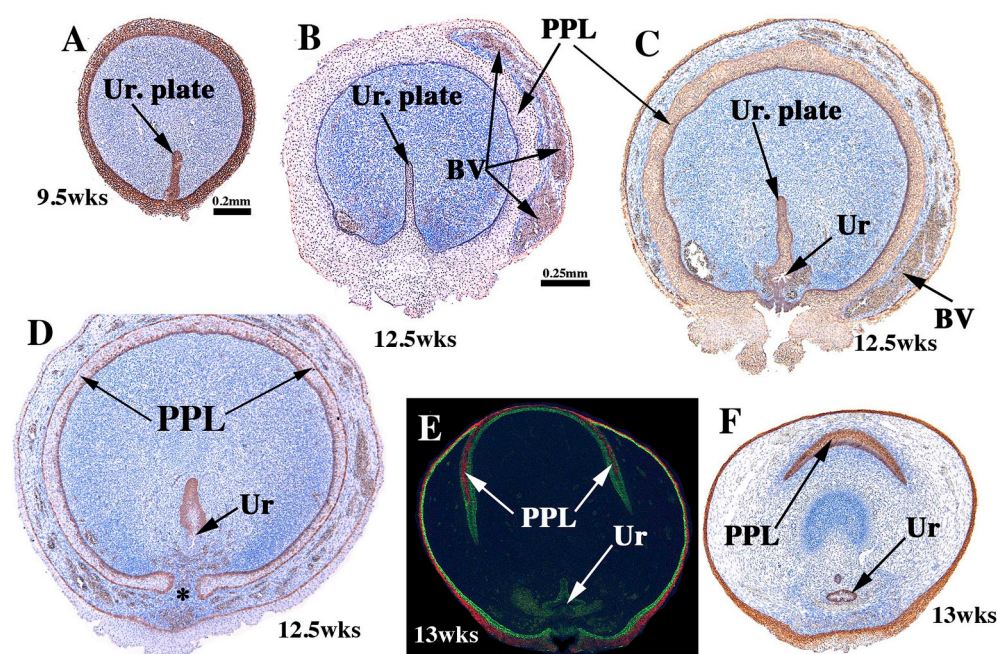 A
Ur. plate
9.5wks
0.2mm
B
Ur. plate
PPL
BV
0.25mm
12.5wks
C
Ur. plate
Ur
BV
12.5wks
D
PPL
Ur
*
12.5wks
E
PPL
Ur
13wks
F
PPL
Ur
13wks